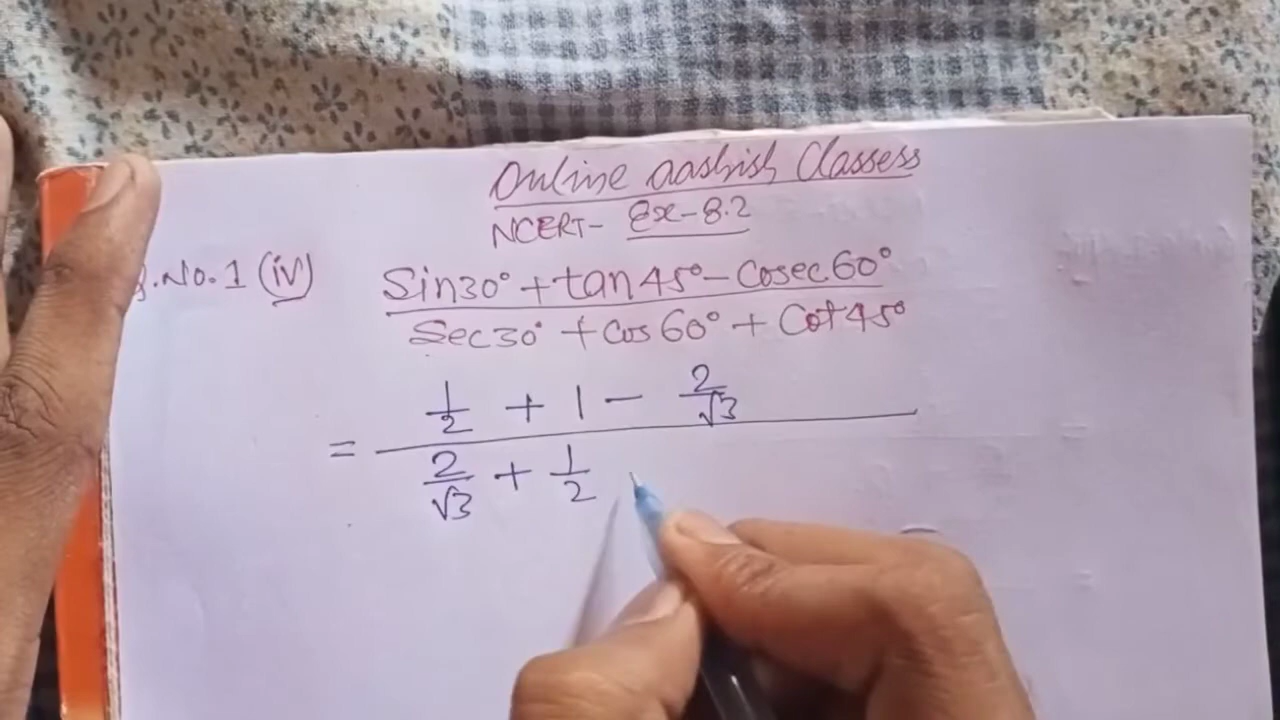 Online aashish Classess
NCERT- Ex-8.2
Q.No.1 (iv) Sin30° + tan45° - Cosec60°
Sec30° + Cos60° + Cot45°
1/2 + 1 - 2/√3
=
2/√3 + 1/2